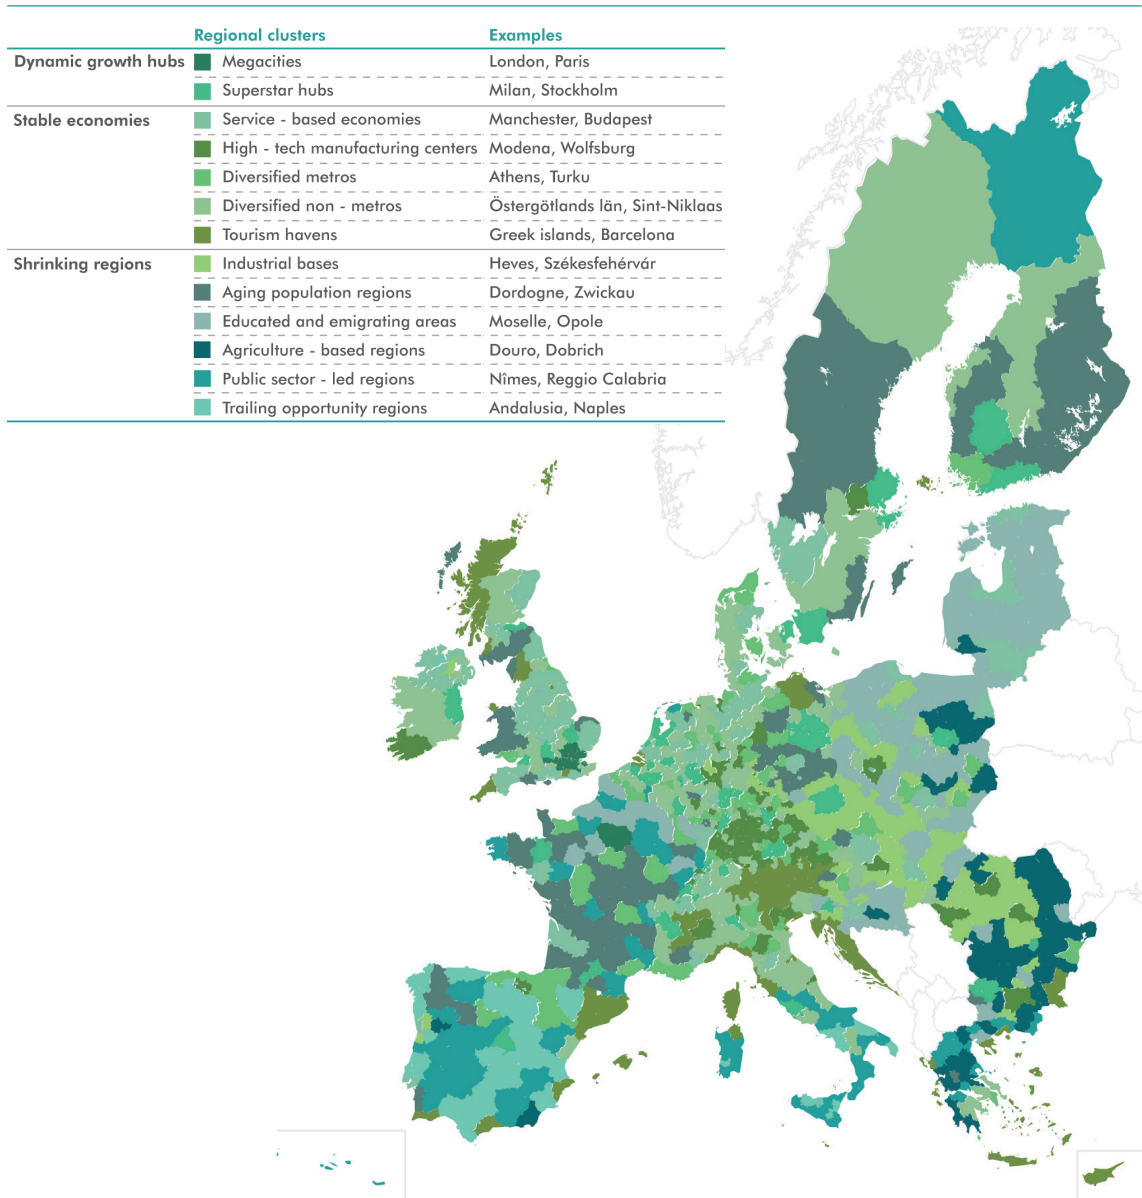 Regional clusters Examples
Dynamic growth hubs Megacities London, Paris
Superstar hubs Milan, Stockholm
Stable economies Service - based economies Manchester, Budapest
High - tech manufacturing centers Modena, Wolfsburg
Diversified metros Athens, Turku
Diversified non - metros Östergötlands län, Sint-Niklaas
Tourism havens Greek islands, Barcelona
Shrinking regions Industrial bases Heves, Székesfehérvár
Aging population regions Dordogne, Zwickau
Educated and emigrating areas Moselle, Opole
Agriculture - based regions Douro, Dobrich
Public sector - led regions Nîmes, Reggio Calabria
Trailing opportunity regions Andalusia, Naples